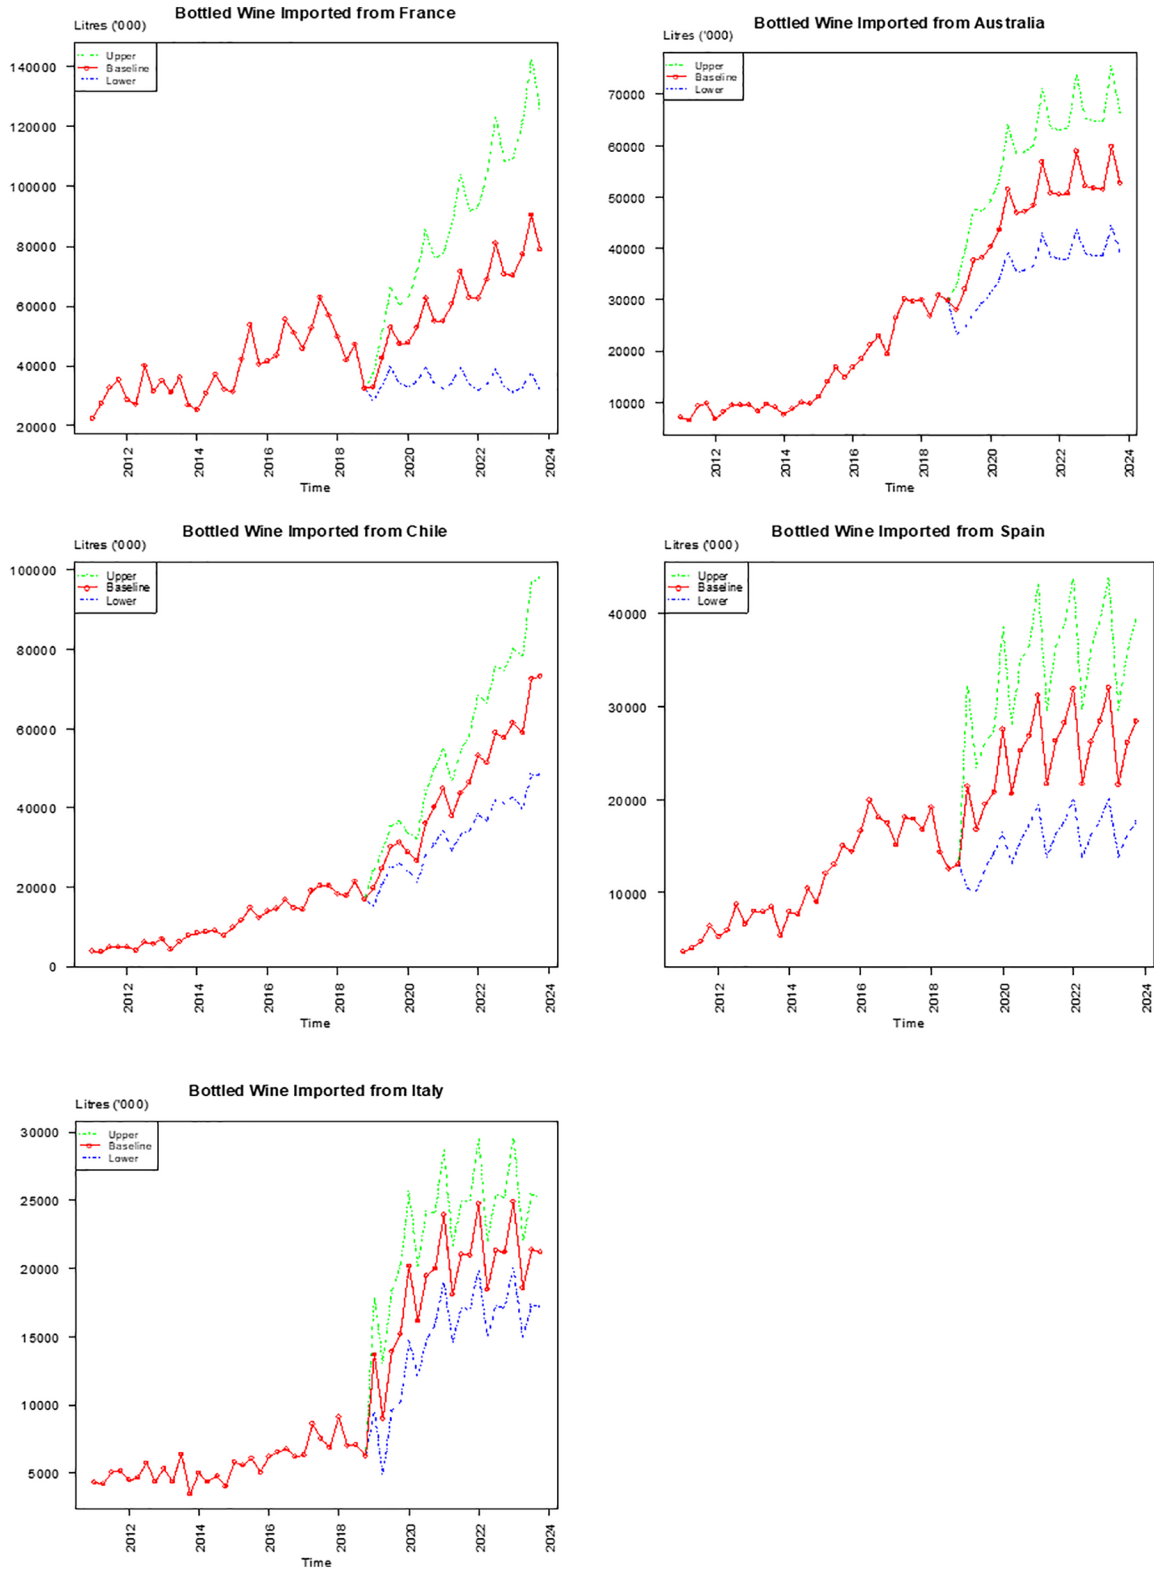 Bottled Wine Imported from France
Litres ('000)
Upper
Baseline
Lower
140000
120000
100000
80000
60000
40000
20000
2012
2014
2016
2018
2020
2022
2024
Time
Bottled Wine Imported from Australia
Litres ('000)
Upper
Baseline
Lower
70000
60000
50000
40000
30000
20000
10000
2012
2014
2016
2018
2020
2022
2024
Time
Bottled Wine Imported from Chile
Litres ('000)
Upper
Baseline
Lower
100000
80000
60000
40000
20000
0
2012
2014
2016
2018
2020
2022
2024
Time
Bottled Wine Imported from Spain
Litres ('000)
Upper
Baseline
Lower
40000
30000
20000
10000
2012
2014
2016
2018
2020
2022
2024
Time
Bottled Wine Imported from Italy
Litres ('000)
Upper
Baseline
Lower
30000
25000
20000
15000
10000
5000
2012
2014
2016
2018
2020
2022
2024
Time